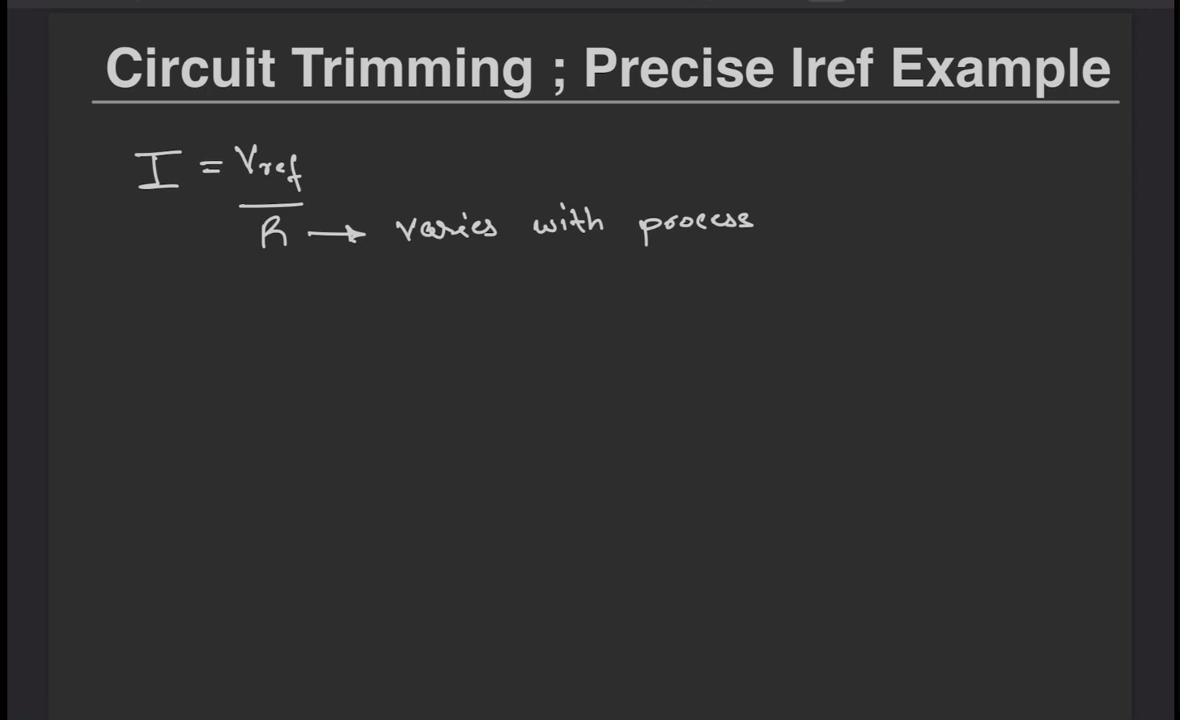 Circuit Trimming ; Precise Iref Example
I = Vref
R → varies with process